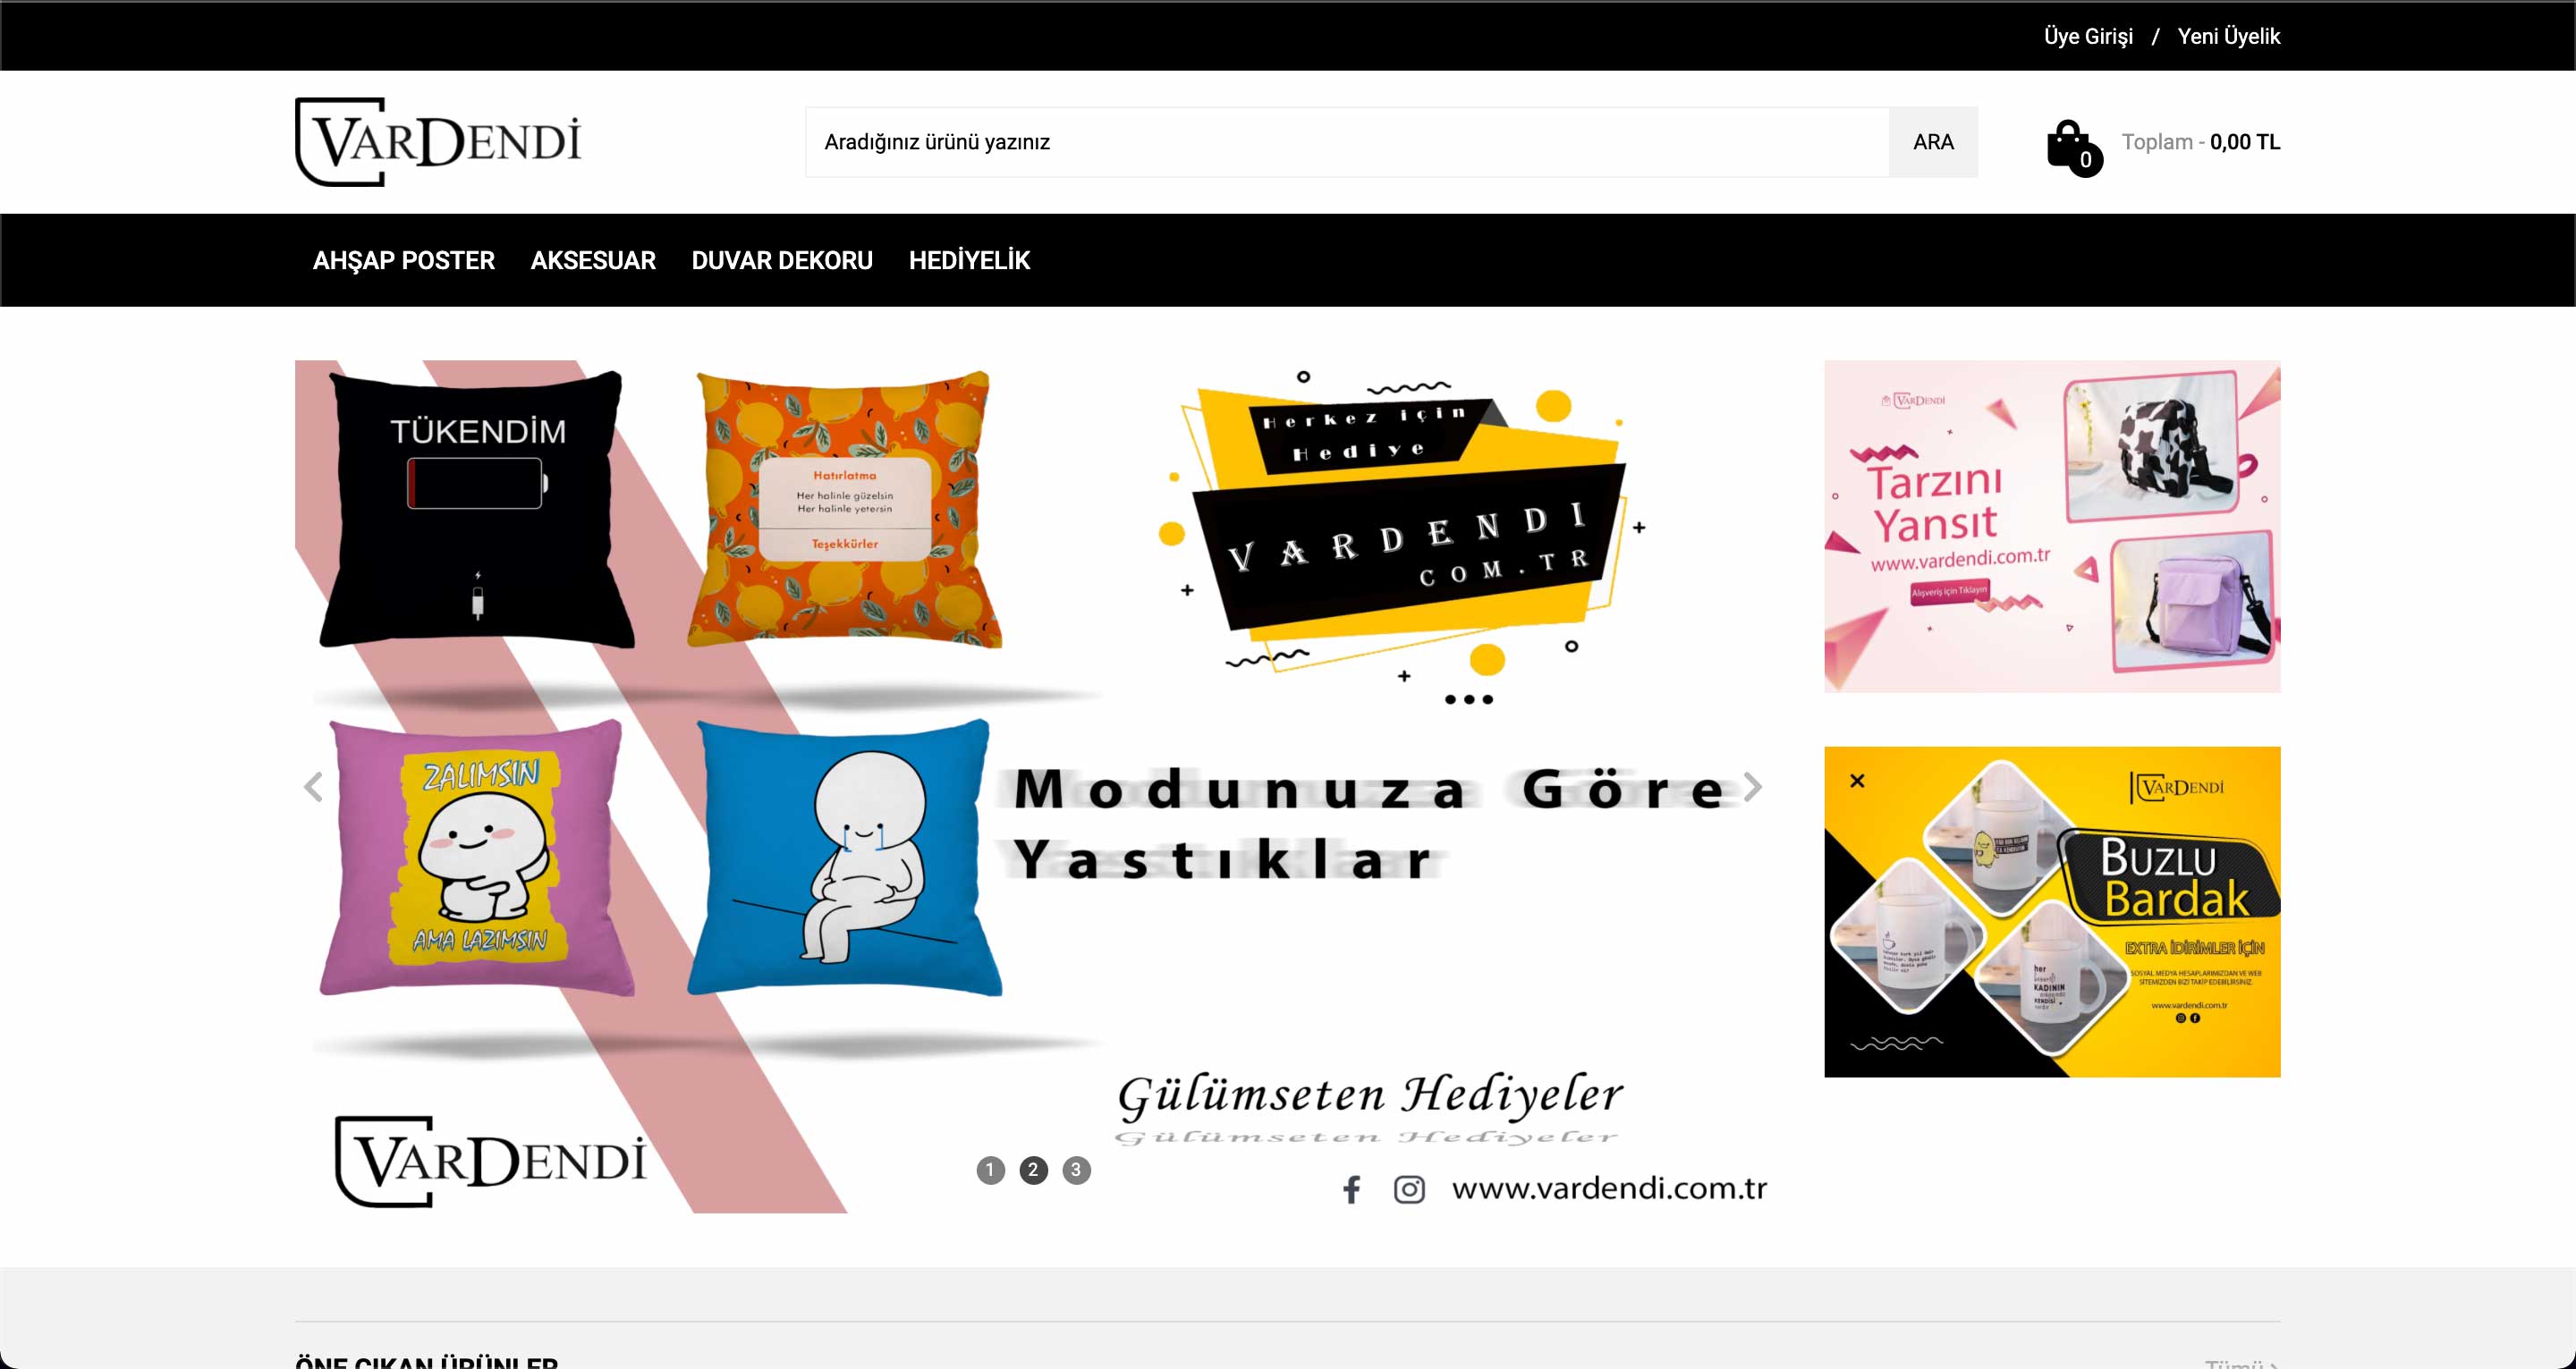 Üye Girişi / Yeni Üyelik
VARDENDİ
Aradığınız ürünü yazınız
ARA
0
Toplam - 0,00 TL
AHŞAP POSTER
AKSESUAR
DUVAR DEKORU
HEDİYELİK
TÜKENDİM
Hatırlatma
Her halinle güzelsin
Her halinle yetersin
Teşekkürler
ZALIMSIN
AMA LAZIMSIN
Herkez için
Hediye
VARDENDI
COM.TR
Modunuza Göre
Yastıklar
Gülümseten Hediyeler
VARDENDİ
1 2 3
www.vardendi.com.tr
VARDENDİ
Tarzını
Yansıt
www.vardendi.com.tr
Alışveriş için Tıklayın
VARDENDİ
BUZLU
Bardak
EXTRA İDİRİMLER İÇİN
SOSYAL MEDYA HESAPLARIMIZDAN VE WEB
SİTEMİZDEN BİZİ TAKİP EDEBİLİRSİNİZ.
www.vardendi.com.tr
her
KADININ
KENDİSİ
ÖNE ÇIKAN ÜRÜNLER
Tümü >